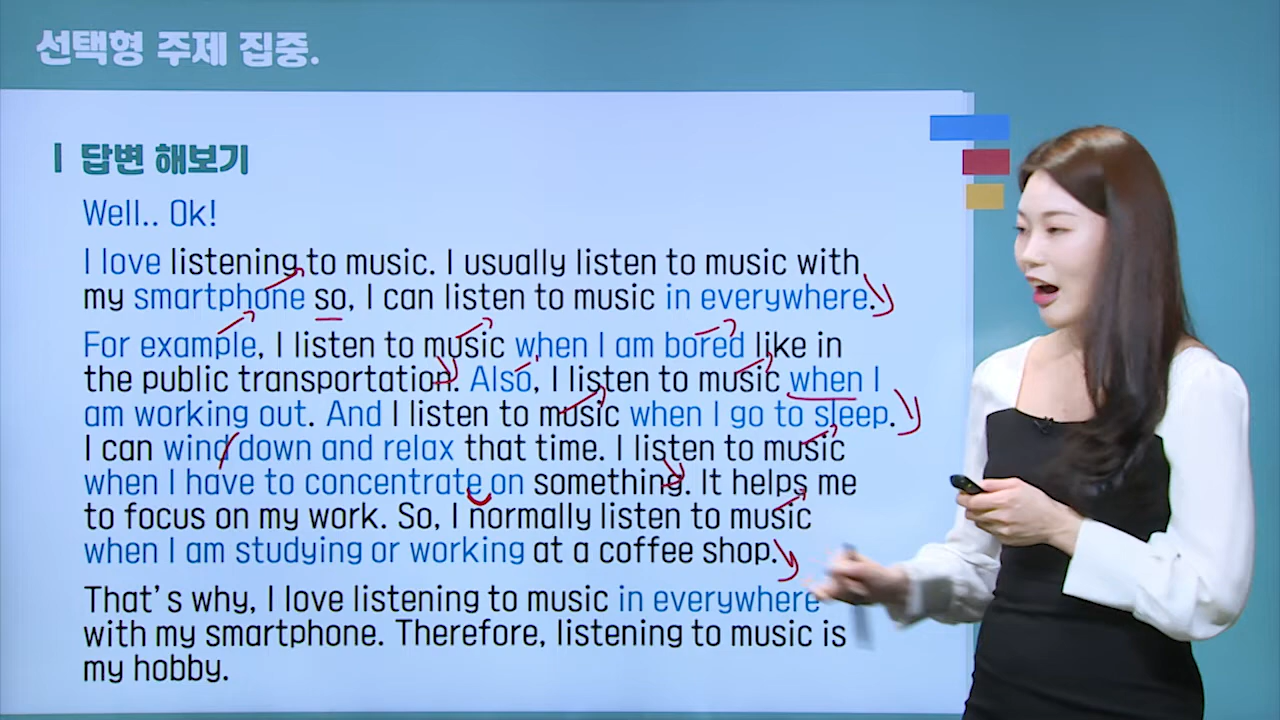 선택형 주제 집중.
답변 해보기
Well.. Ok!
I love listening to music. I usually listen to music with
my smartphone so, I can listen to music in everywhere.
For example, I listen to music when I am bored like in
the public transportation. Also, I listen to music when I
am working out. And I listen to music when I go to sleep.
I can wind down and relax that time. I listen to music
when I have to concentrate on something. It helps me
to focus on my work. So, I normally listen to music
when I am studying or working at a coffee shop.
That's why, I love listening to music in everywhere
with my smartphone. Therefore, listening to music is
my hobby.